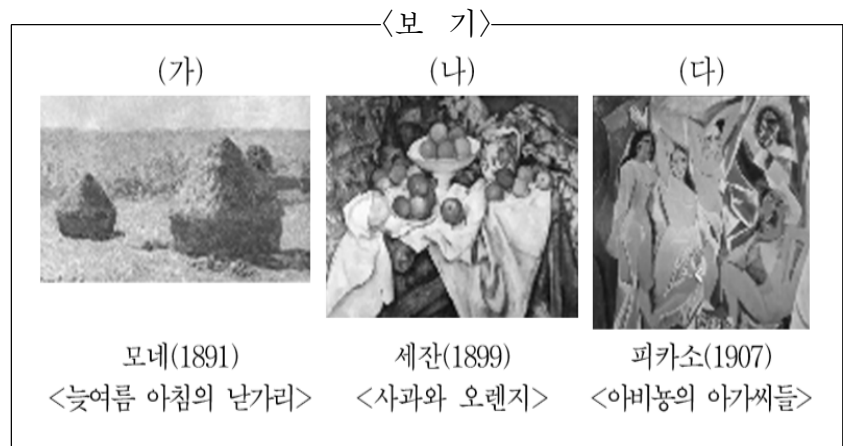 〈보 기〉
(가) (나) (다)
모네(1891) 세잔(1899) 피카소(1907)
<늦여름 아침의 낟가리> <사과와 오렌지> <아비뇽의 아가씨들>